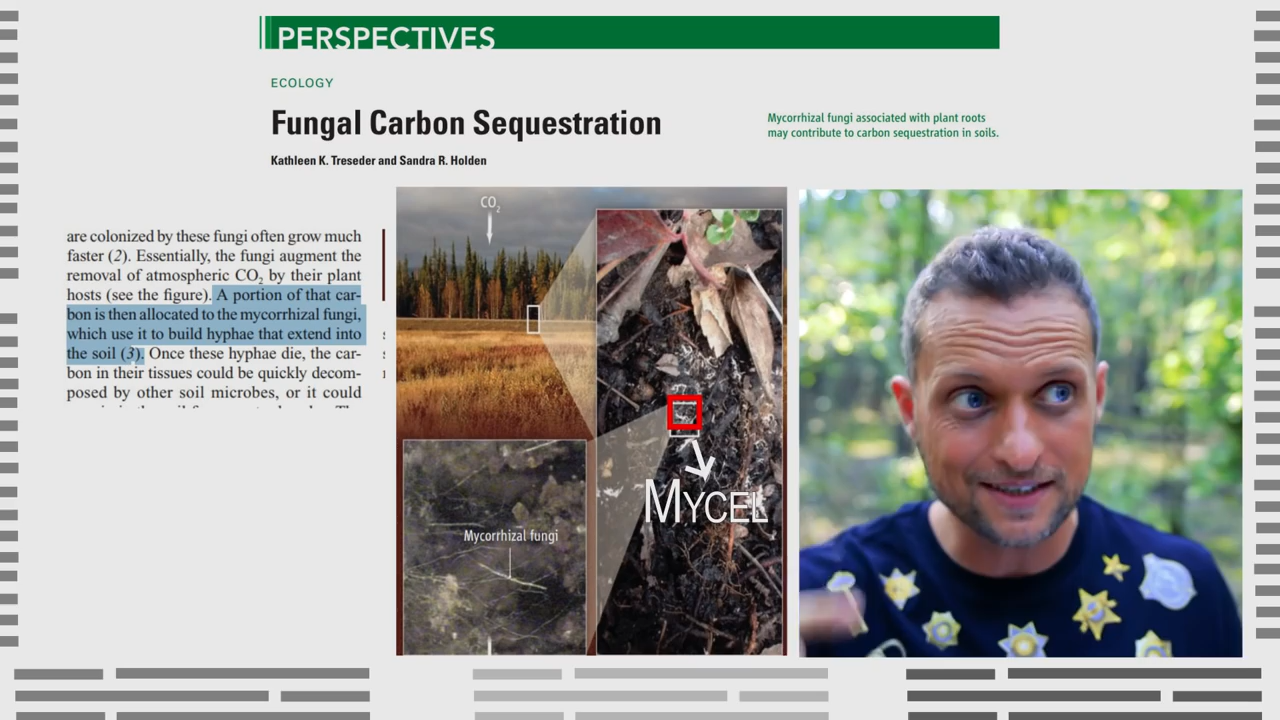 PERSPECTIVES
ECOLOGY
Fungal Carbon Sequestration
Kathleen K. Treseder and Sandra R. Holden
Mycorrhizal fungi associated with plant roots
may contribute to carbon sequestration in soils.
are colonized by these fungi often grow much
faster (2). Essentially, the fungi augment the
removal of atmospheric CO₂ by their plant
hosts (see the figure). A portion of that car-
bon is then allocated to the mycorrhizal fungi,
which use it to build hyphae that extend into
the soil (3). Once these hyphae die, the car-
bon in their tissues could be quickly decom-
posed by other soil microbes, or it could
CO₂
MYCEL
Mycorrhizal fungi